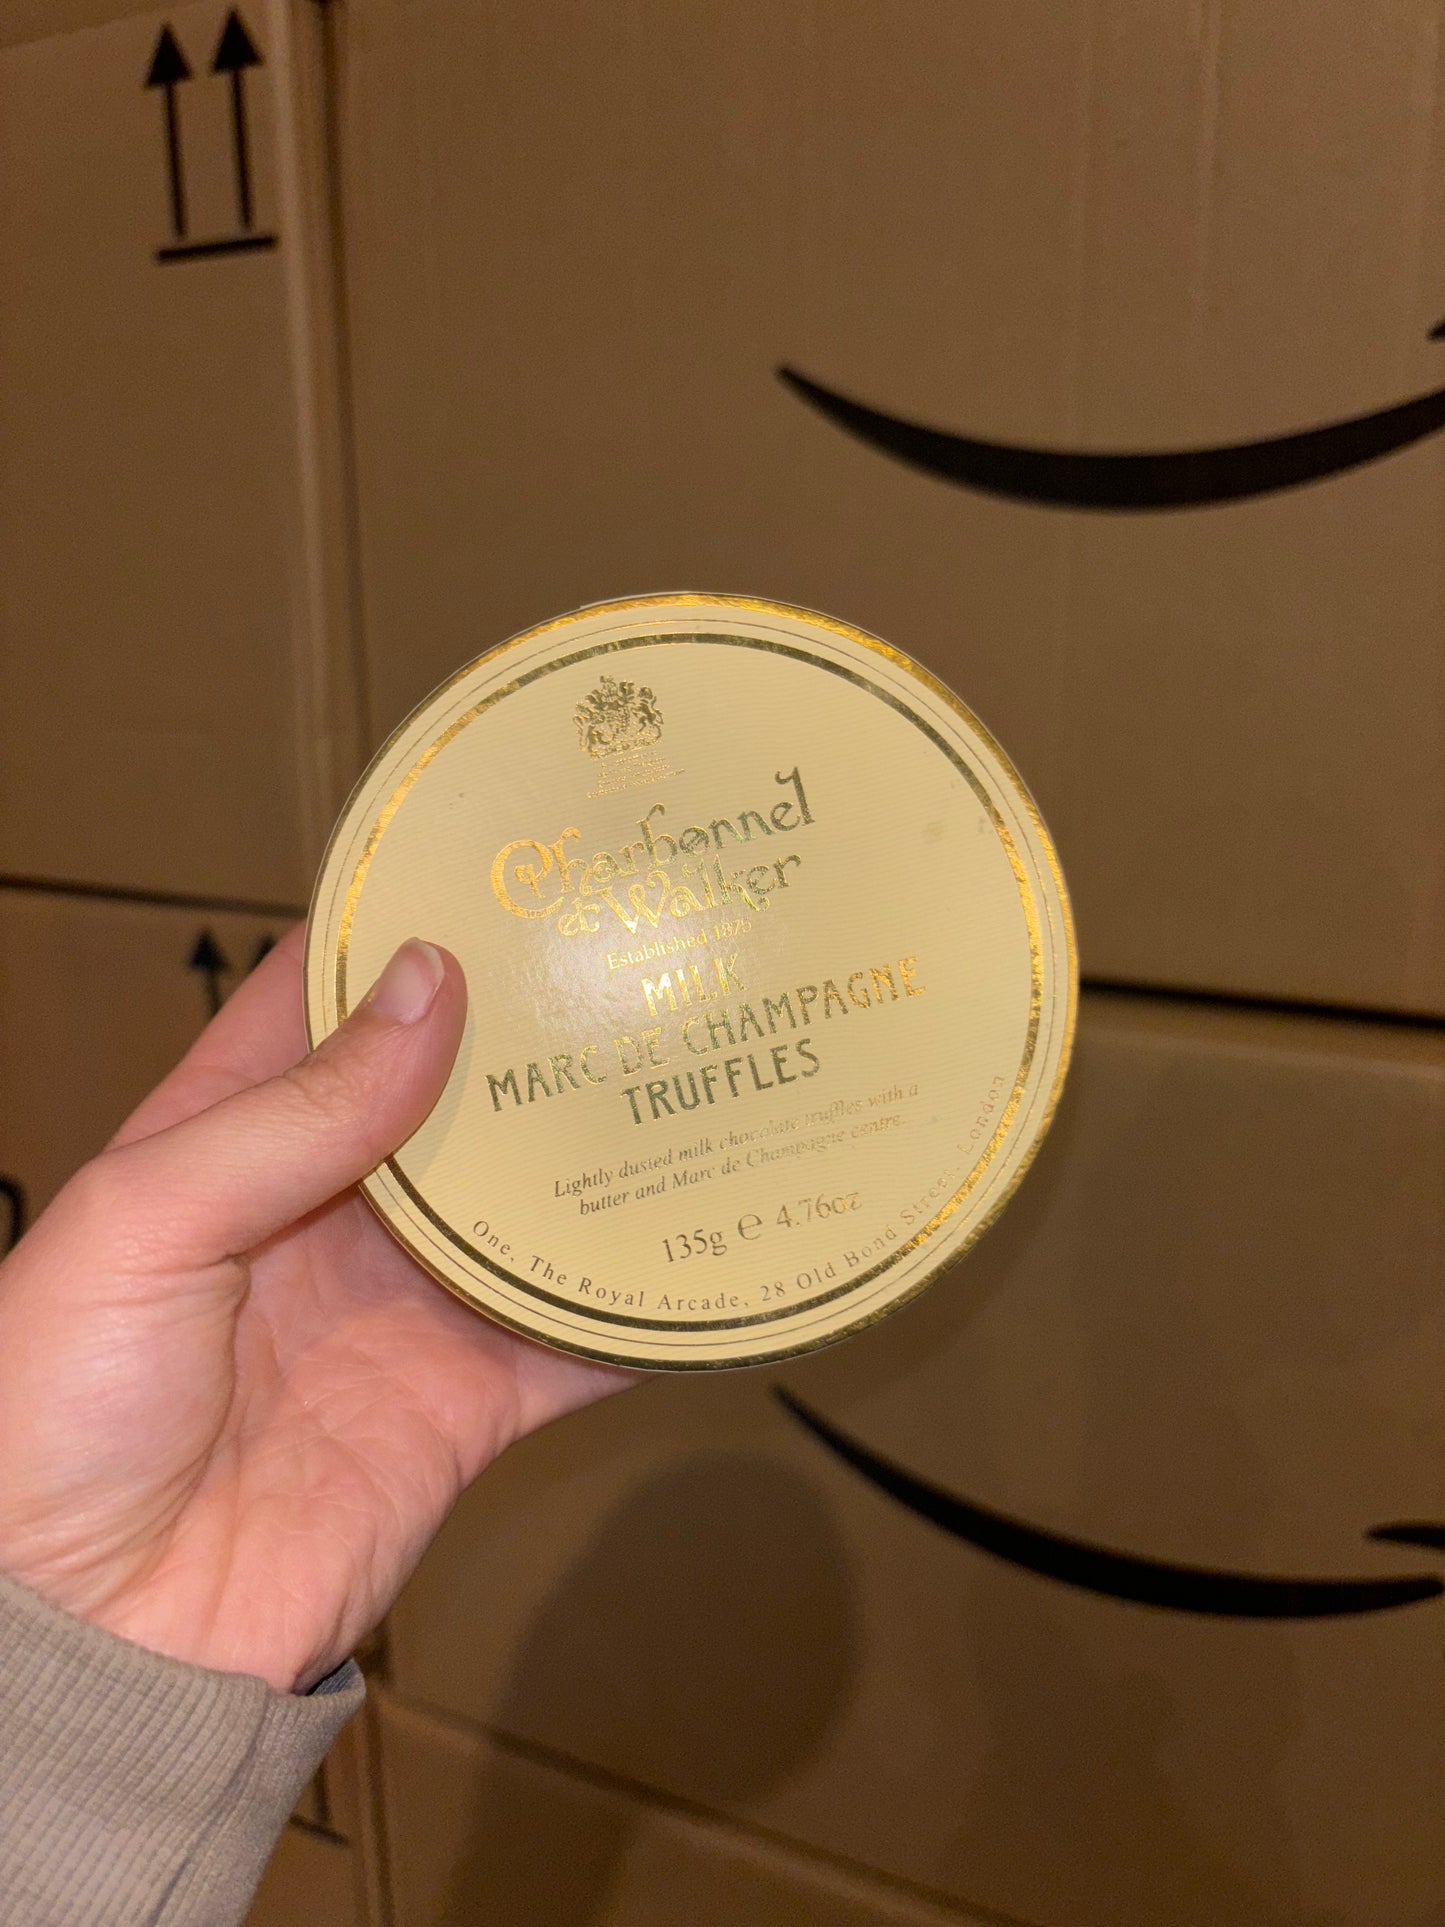 Charbonnel
et Walker
Established 1875
MILK
MARC DE CHAMPAGNE
TRUFFLES
Lightly dusted milk chocolate truffles with a
butter and Marc de Champagne centre.
135g ℮ 4.76oz
One, The Royal Arcade, 28 Old Bond Street, London